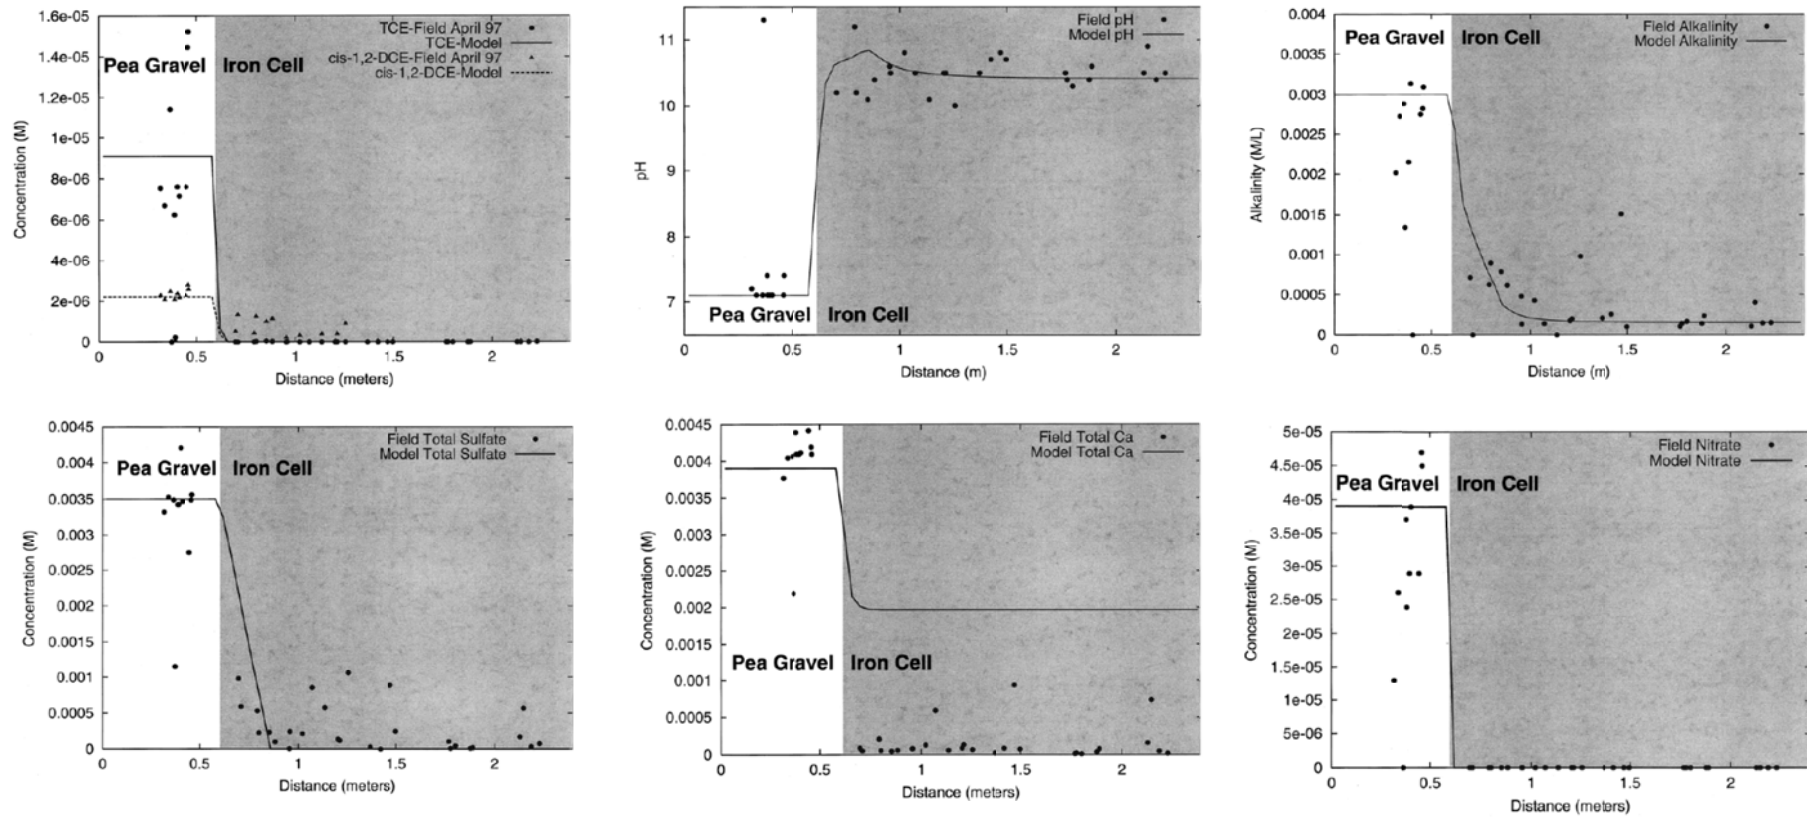 1.6e-05
1.4e-05
1.2e-05
1e-05
8e-06
6e-06
4e-06
2e-06
0
Concentration (M)
TCE-Field April 97
TCE-Model
cis-1,2-DCE-Field April 97
cis-1,2-DCE-Model
Pea Gravel Iron Cell
0 0.5 1 1.5 2
Distance (meters)
11
10
9
8
7
pH
Field pH
Model pH
Pea Gravel Iron Cell
Pea Gravel Iron Cell
0 0.5 1 1.5 2
Distance (m)
0.004
0.0035
0.003
0.0025
0.002
0.0015
0.001
0.0005
0
Alkalinity (M/L)
Field Alkalinity
Model Alkalinity
Pea Gravel Iron Cell
0 0.5 1 1.5 2
Distance (m)
0.0045
0.004
0.0035
0.003
0.0025
0.002
0.0015
0.001
0.0005
0
Concentration (M)
Field Total Sulfate
Model Total Sulfate
Pea Gravel Iron Cell
0 0.5 1 1.5 2
Distance (meters)
0.0045
0.004
0.0035
0.003
0.0025
0.002
0.0015
0.001
0.0005
0
Concentration (M)
Field Total Ca
Model Total Ca
Pea Gravel Iron Cell
0 0.5 1 1.5 2
Distance (meters)
5e-05
4.5e-05
4e-05
3.5e-05
3e-05
2.5e-05
2e-05
1.5e-05
1e-05
5e-06
0
Concentration (M)
Field Nitrate
Model Nitrate
Pea Gravel Iron Cell
0 0.5 1 1.5 2
Distance (meters)